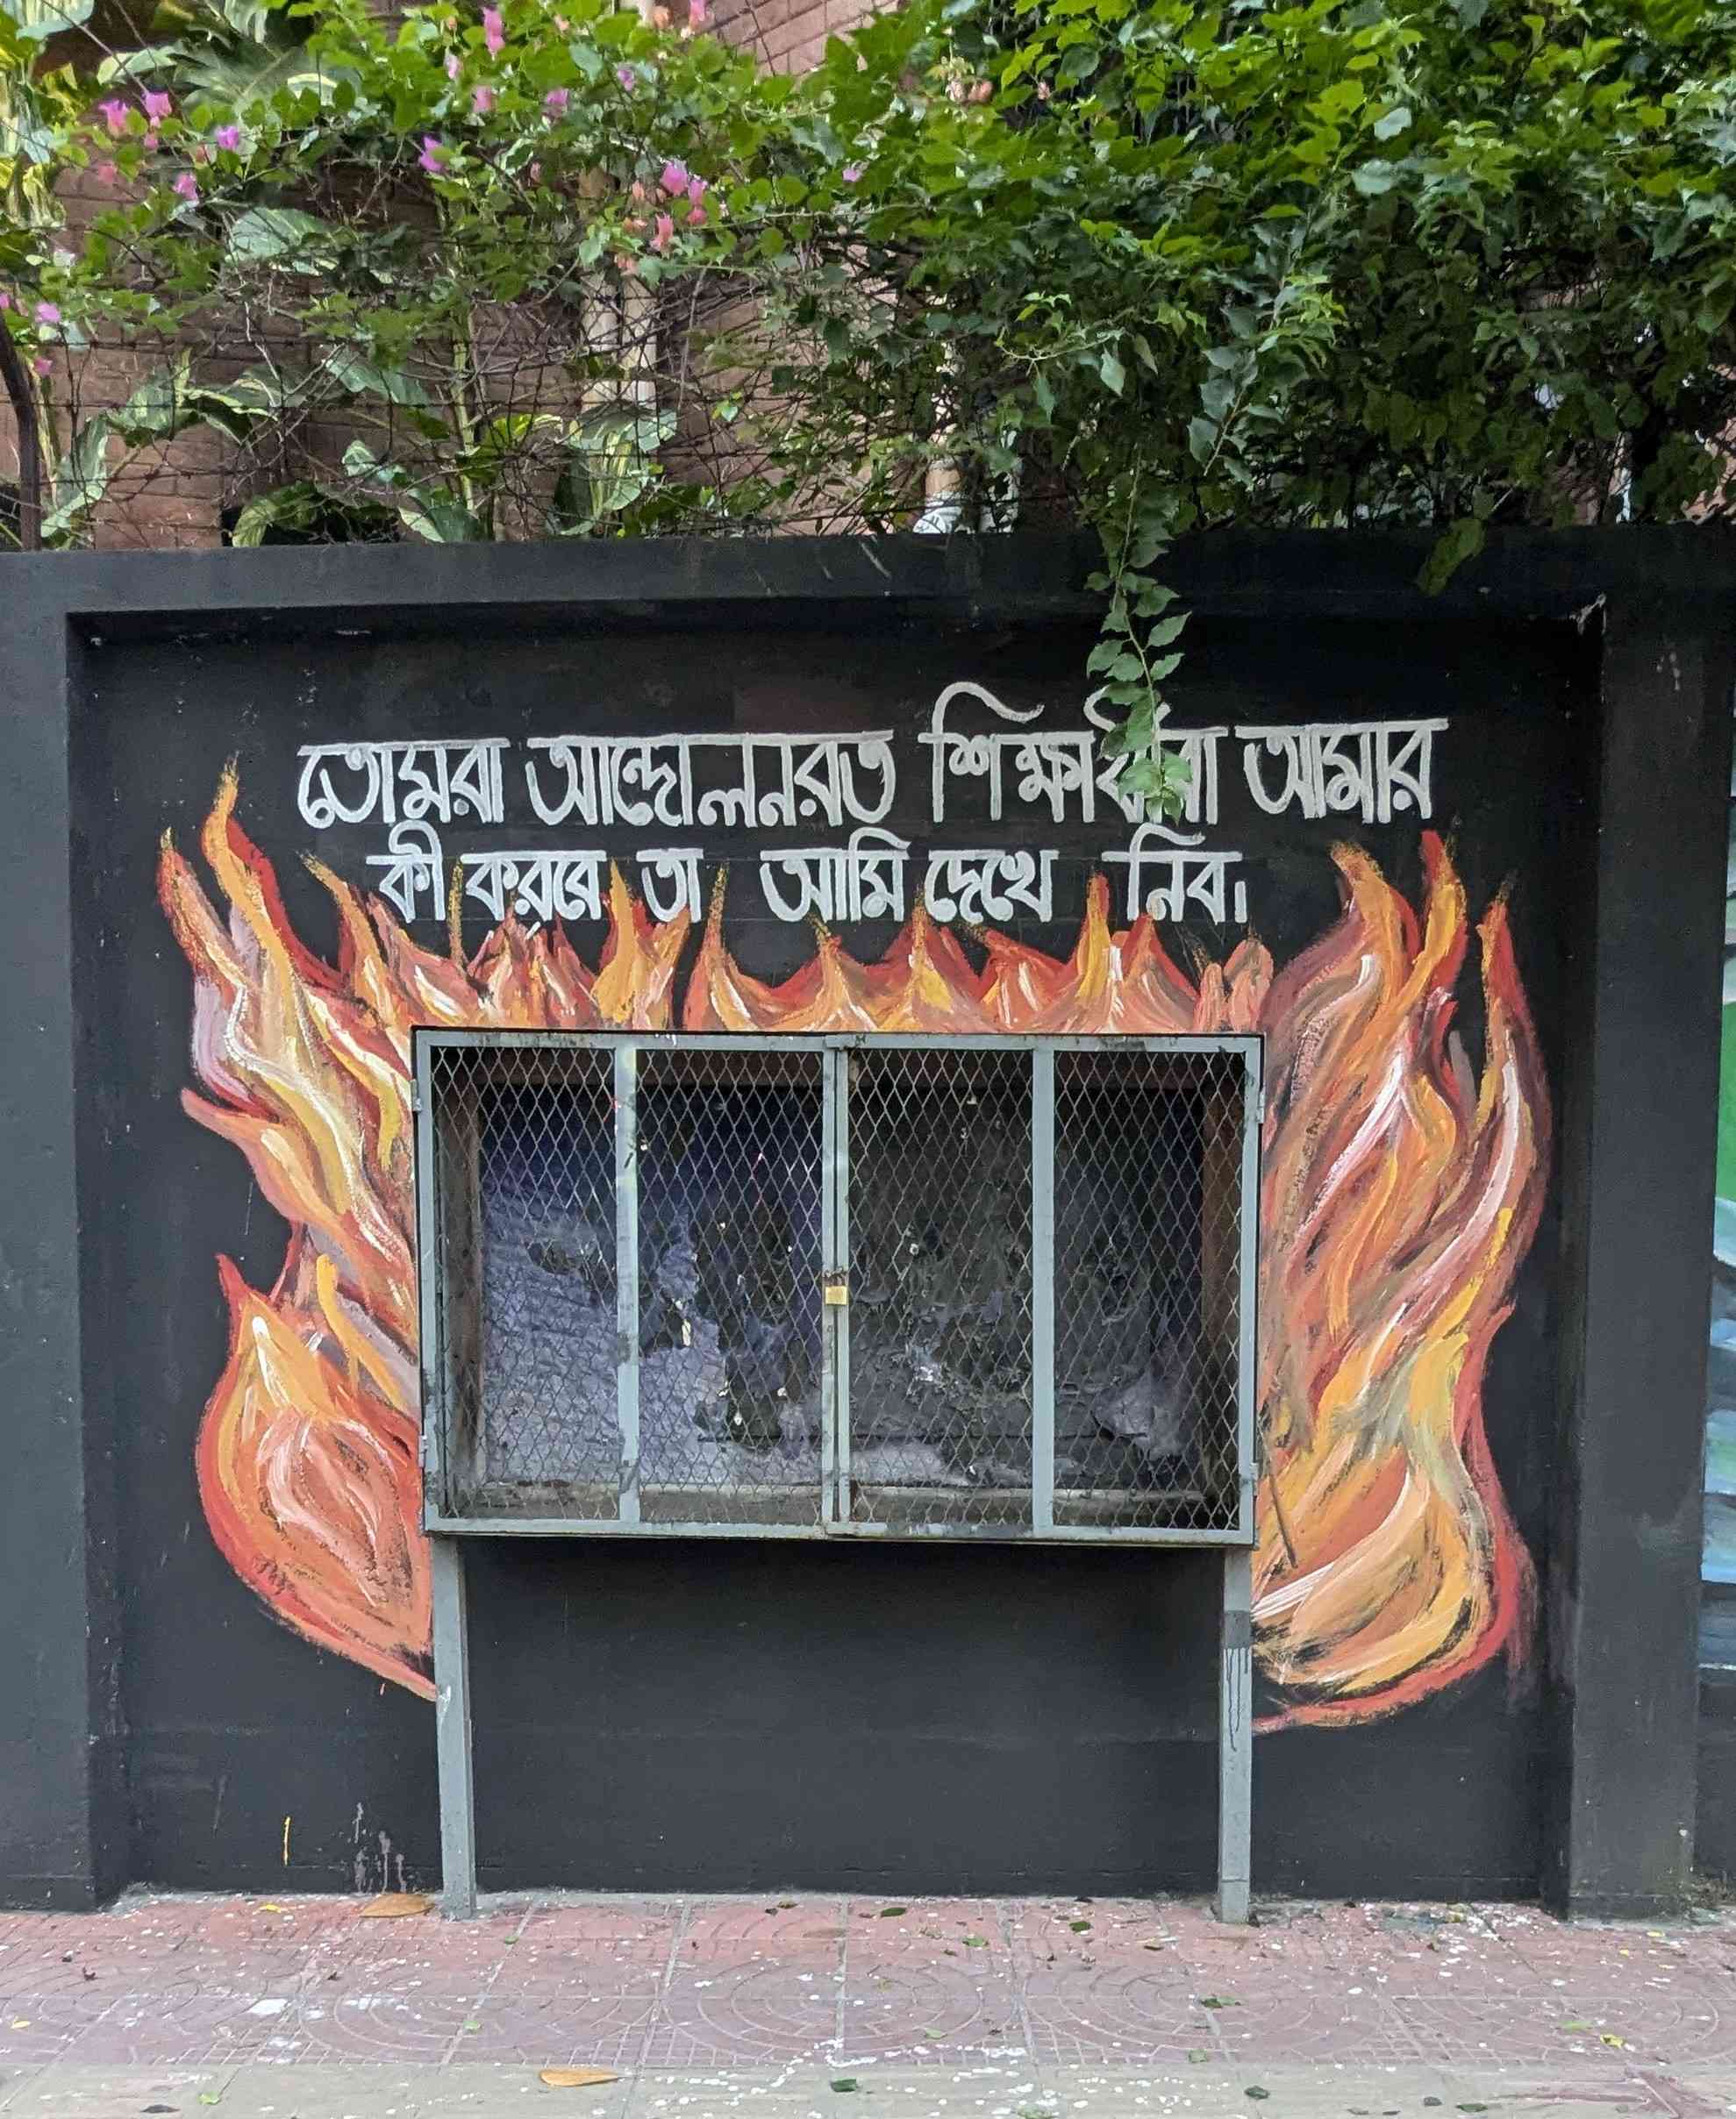 তোমরা আন্দোলনরত শিক্ষার্থীরা আমার
কী করবে তা আমি দেখে নিব।